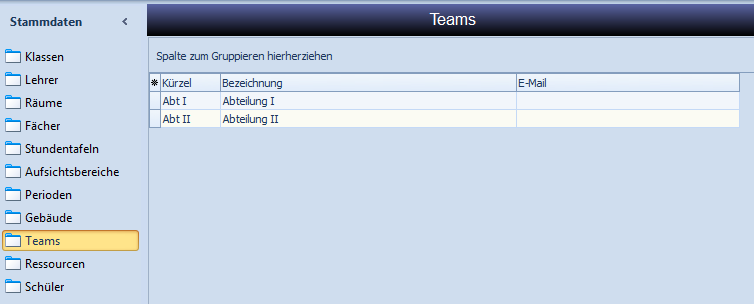 Stammdaten <
Teams
Klassen
Lehrer
Räume
Fächer
Stundentafeln
Aufsichtsbereiche
Perioden
Gebäude
Teams
Ressourcen
Schüler
Spalte zum Gruppieren hierherziehen
* Kürzel Bezeichnung E-Mail
Abt I Abteilung I
Abt II Abteilung II